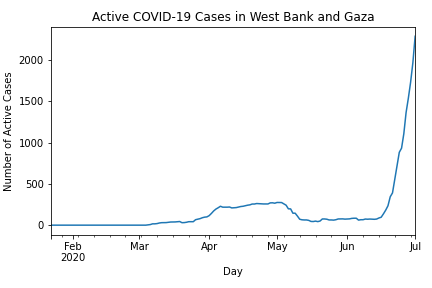 Active COVID-19 Cases in West Bank and Gaza
Number of Active Cases
2000
1500
1000
500
0
Feb Mar Apr May Jun Jul
2020
Day